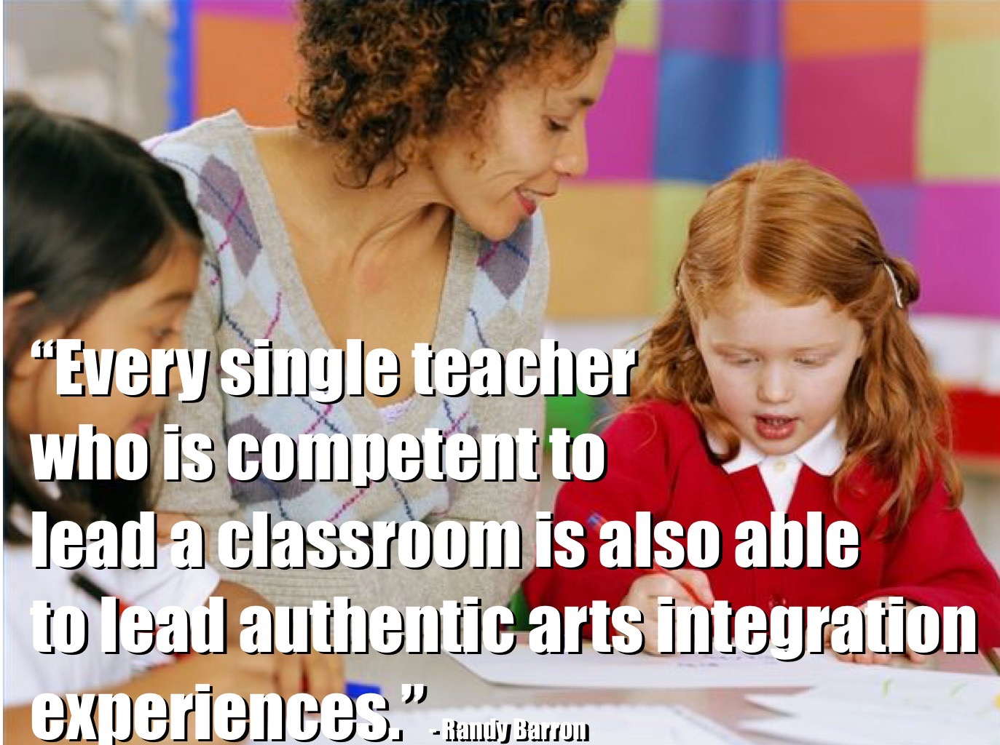 “Every single teacher
who is competent to
lead a classroom is also able
to lead authentic arts integration
experiences.” - Randy Barron